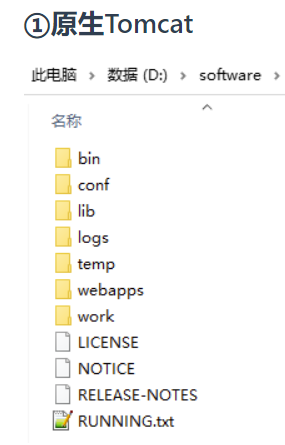 ①原生Tomcat
此电脑 > 数据 (D:) > software >
名称
bin
conf
lib
logs
temp
webapps
work
LICENSE
NOTICE
RELEASE-NOTES
RUNNING.txt